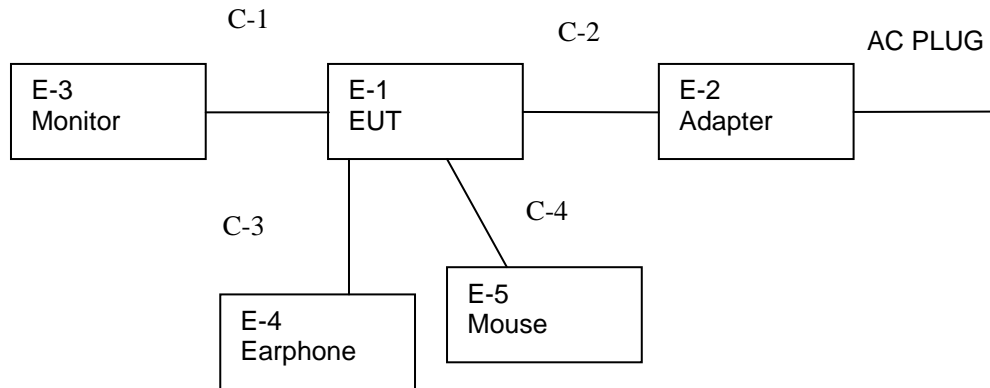 C-1
C-2
AC PLUG
E-3
Monitor
E-1
EUT
E-2
Adapter
C-3
C-4
E-4
Earphone
E-5
Mouse